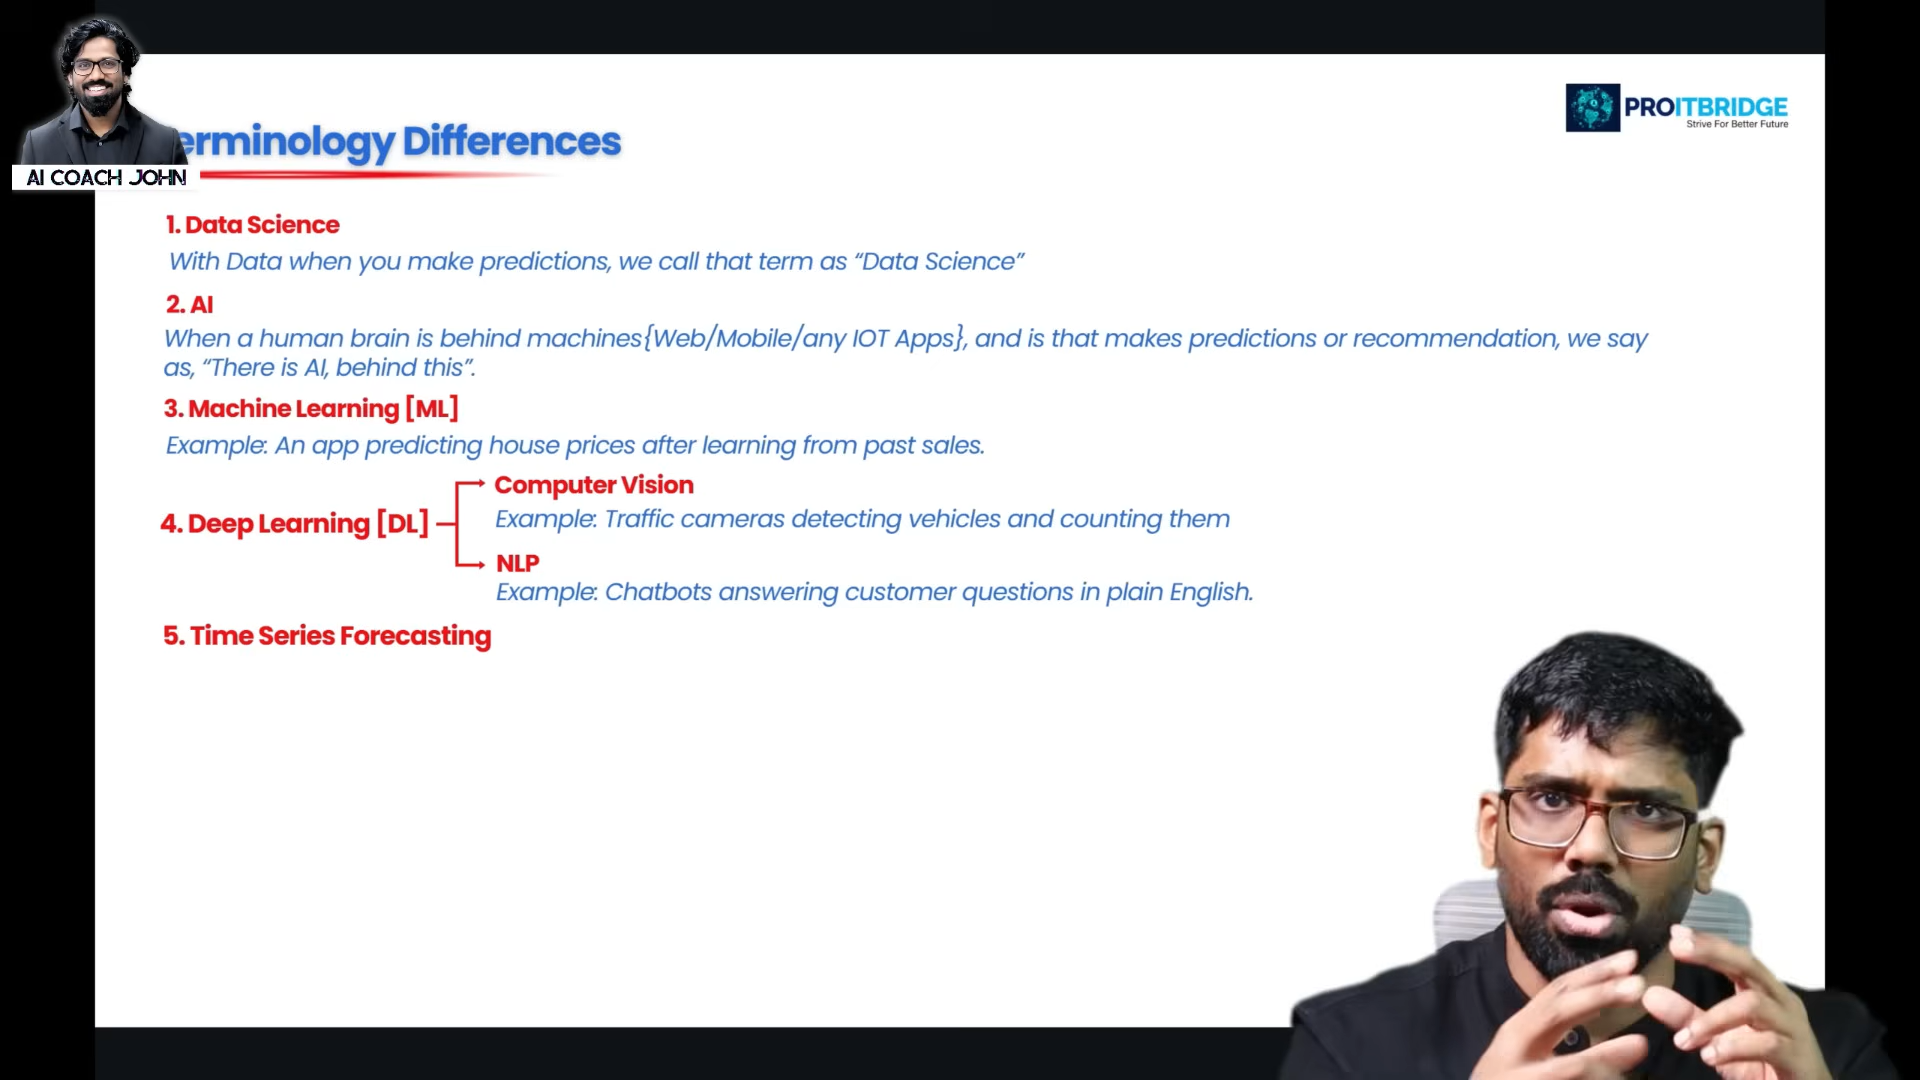 AI COACH JOHN
erminology Differences
PROITBRIDGE
Strive For Better Future
1. Data Science
With Data when you make predictions, we call that term as “Data Science”
2. AI
When a human brain is behind machines{Web/Mobile/any IOT Apps}, and is that makes predictions or recommendation, we say
as, “There is AI, behind this”.
3. Machine Learning [ML]
Example: An app predicting house prices after learning from past sales.
4. Deep Learning [DL]
Computer Vision
Example: Traffic cameras detecting vehicles and counting them
NLP
Example: Chatbots answering customer questions in plain English.
5. Time Series Forecasting